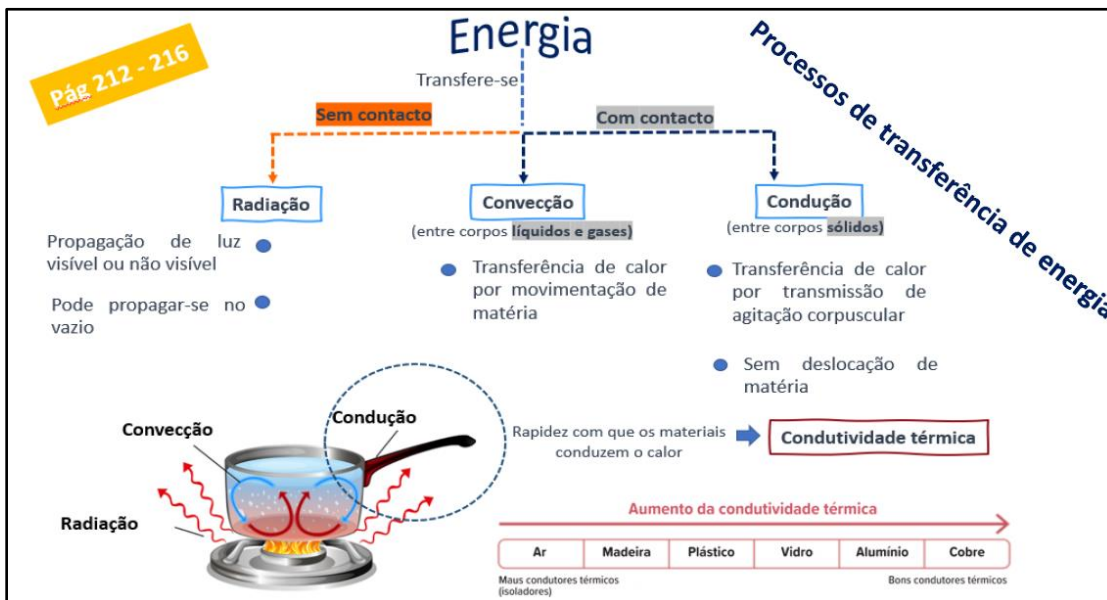 Pág 212 - 216
Energia
Processos de transferência de energia
Transfere-se
Sem contacto
Com contacto
Radiação
Convecção
Condução
(entre corpos líquidos e gases)
(entre corpos sólidos)
Propagação de luz
visível ou não visível
Pode propagar-se no
vazio
Transferência de calor
por movimentação de
matéria
Transferência de calor
por transmissão de
agitação corpuscular
Sem deslocação de
matéria
Convecção
Condução
Radiação
Rapidez com que os materiais
conduzem o calor
Condutividade térmica
Aumento da condutividade térmica
Ar Madeira Plástico Vidro Alumínio Cobre
Maus condutores térmicos
(isoladores)
Bons condutores térmicos